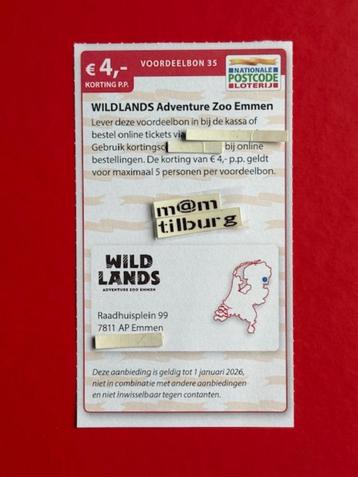 € 4,-
KORTING P.P.
VOORDEELBON 35
NATIONALE
POSTCODE
LOTERIJ
WILDLANDS Adventure Zoo Emmen
Lever deze voordeelbon in bij de kassa of
bestel online tickets via
Gebruik kortingsc bij online
bestellingen. De korting van € 4,- p.p. geldt
voor maximaal 5 personen per voordeelbon.
m@m
tilburg
WILD
LANDS
ADVENTURE ZOO EMMEN
Raadhuisplein 99
7811 AP Emmen
Deze aanbieding is geldig tot 1 januari 2026,
niet in combinatie met andere aanbiedingen
en niet inwisselbaar tegen contanten.